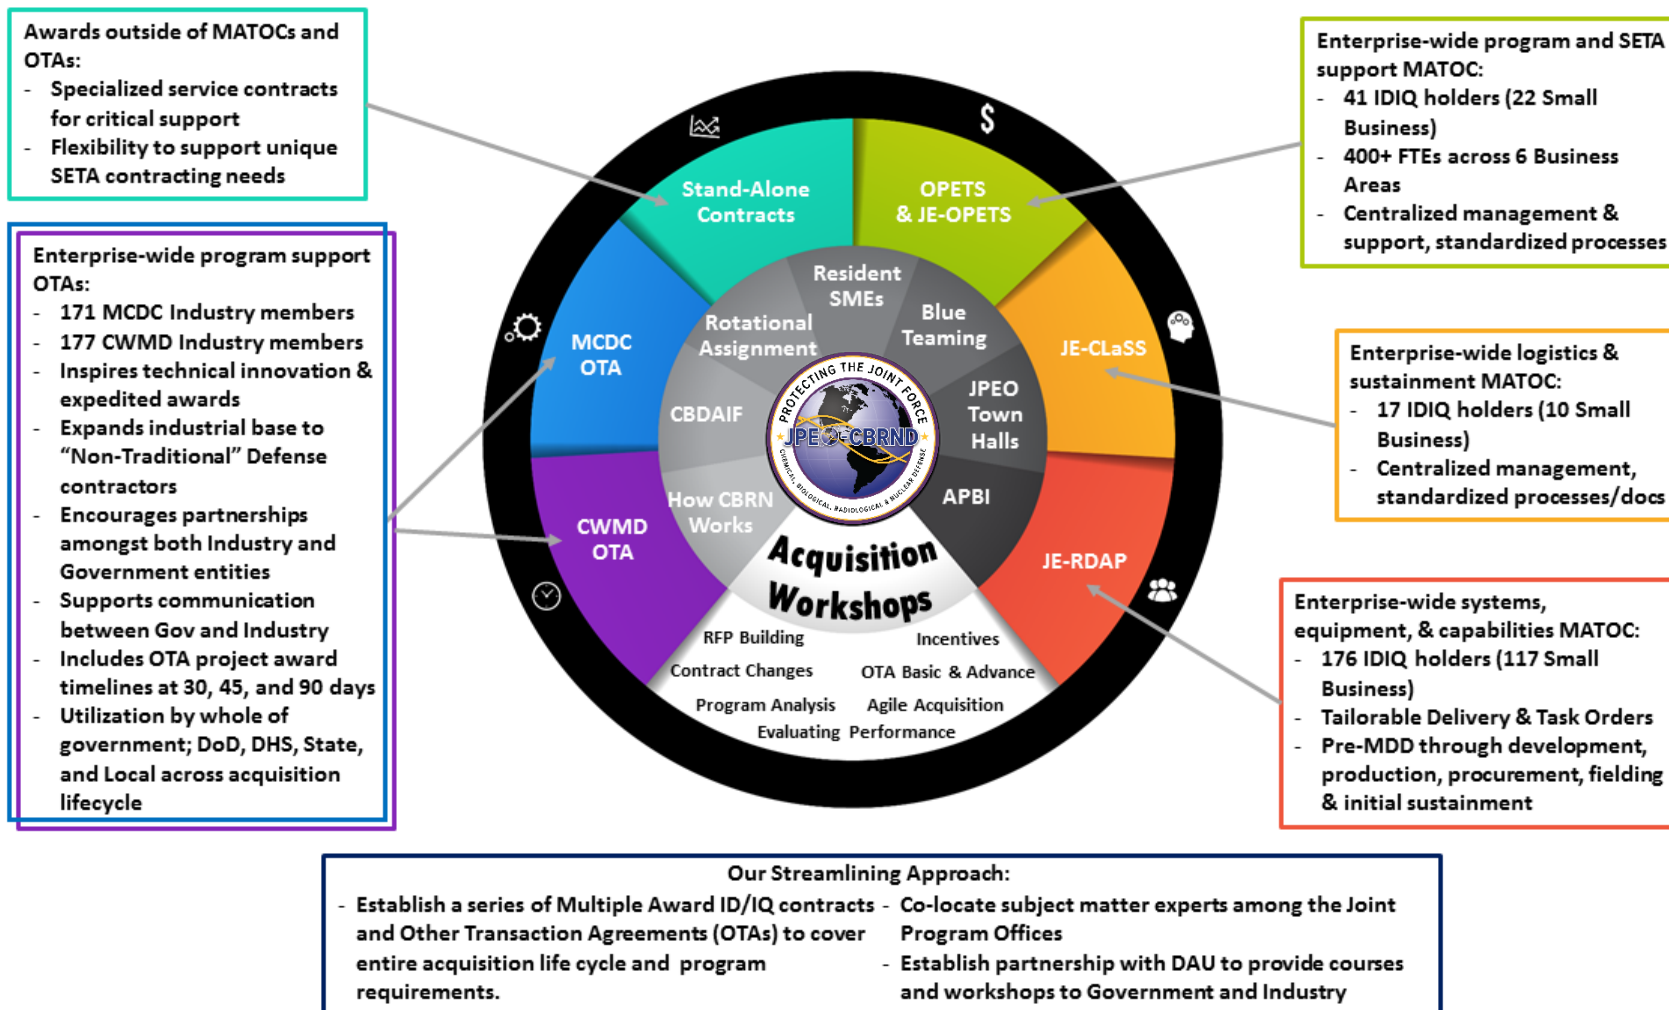 Awards outside of MATOCs and
OTAs:
- Specialized service contracts
for critical support
- Flexibility to support unique
SETA contracting needs
Enterprise-wide program support
OTAs:
- 171 MCDC Industry members
- 177 CWMD Industry members
- Inspires technical innovation &
expedited awards
- Expands industrial base to
“Non-Traditional” Defense
contractors
- Encourages partnerships
amongst both Industry and
Government entities
- Supports communication
between Gov and Industry
- Includes OTA project award
timelines at 30, 45, and 90 days
- Utilization by whole of
government; DoD, DHS, State,
and Local across acquisition
lifecycle
$
Stand-Alone
Contracts
OPETS
& JE-OPETS
MCDC
OTA
JE-CLaSS
CWMD
OTA
JE-RDAP
Resident
SMEs
Rotational
Assignment
Blue
Teaming
CBDAIF
JPEO
Town
Halls
How CBRN
Works
APBI
PROTECTING THE JOINT FORCE
JPEO-CBRND
CHEMICAL, BIOLOGICAL, RADIOLOGICAL & NUCLEAR DEFENSE
Acquisition
Workshops
RFP Building
Incentives
Contract Changes
OTA Basic & Advance
Program Analysis
Agile Acquisition
Evaluating Performance
Enterprise-wide program and SETA
support MATOC:
- 41 IDIQ holders (22 Small
Business)
- 400+ FTEs across 6 Business
Areas
- Centralized management &
support, standardized processes
Enterprise-wide logistics &
sustainment MATOC:
- 17 IDIQ holders (10 Small
Business)
- Centralized management,
standardized processes/docs
Enterprise-wide systems,
equipment, & capabilities MATOC:
- 176 IDIQ holders (117 Small
Business)
- Tailorable Delivery & Task Orders
- Pre-MDD through development,
production, procurement, fielding
& initial sustainment
Our Streamlining Approach:
- Establish a series of Multiple Award ID/IQ contracts
and Other Transaction Agreements (OTAs) to cover
entire acquisition life cycle and program
requirements.
- Co-locate subject matter experts among the Joint
Program Offices
- Establish partnership with DAU to provide courses
and workshops to Government and Industry